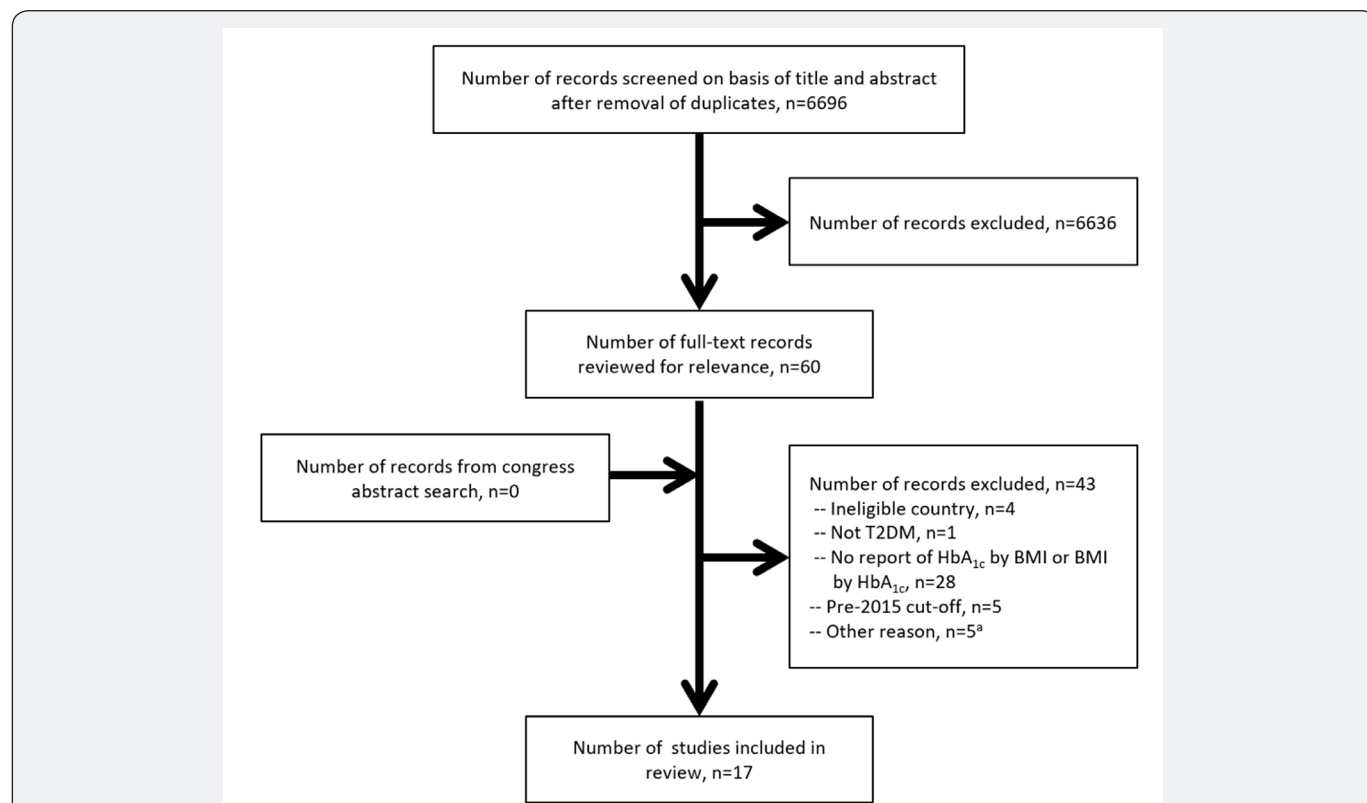 Number of records screened on basis of title and abstract
after removal of duplicates, n=6696
Number of records excluded, n=6636
Number of full-text records
reviewed for relevance, n=60
Number of records from congress
abstract search, n=0
Number of records excluded, n=43
-- Ineligible country, n=4
-- Not T2DM, n=1
-- No report of HbA1c by BMI or BMI
by HbA1c, n=28
-- Pre-2015 cut-off, n=5
-- Other reason, n=5a
Number of studies included in
review, n=17